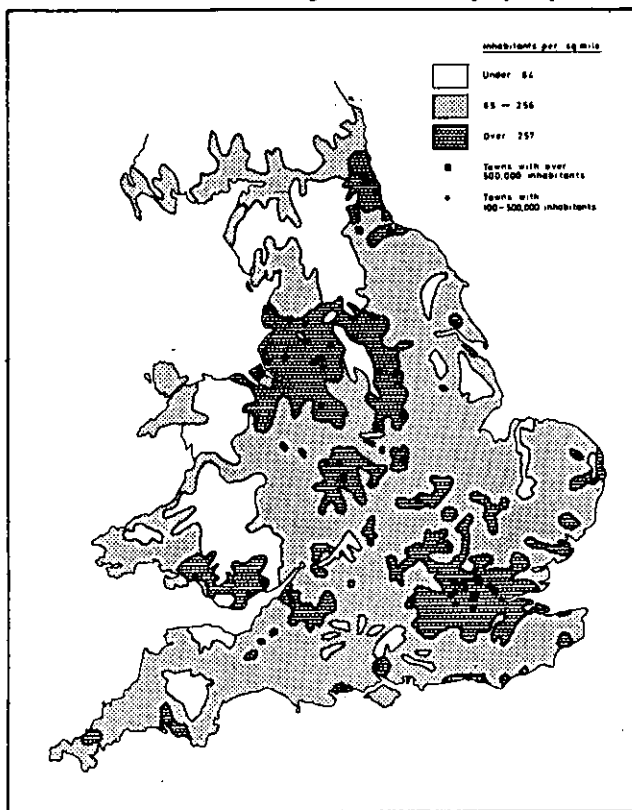 inhabitants per sq mile
Under 64
65 – 256
Over 257
Towns with over
500,000 inhabitants
Towns with
100-500,000 inhabitants